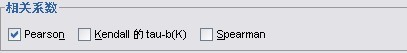 相关系数
Pearson Kendall 的 tau-b(K) Spearman